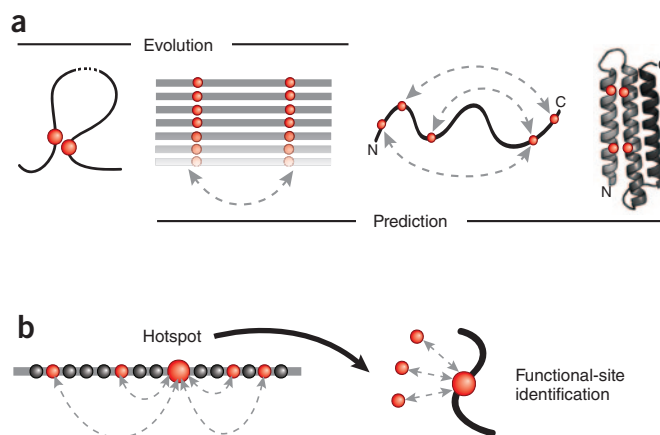 a
Evolution
N
C
N
Prediction
b
Hotspot
Functional-site
identification